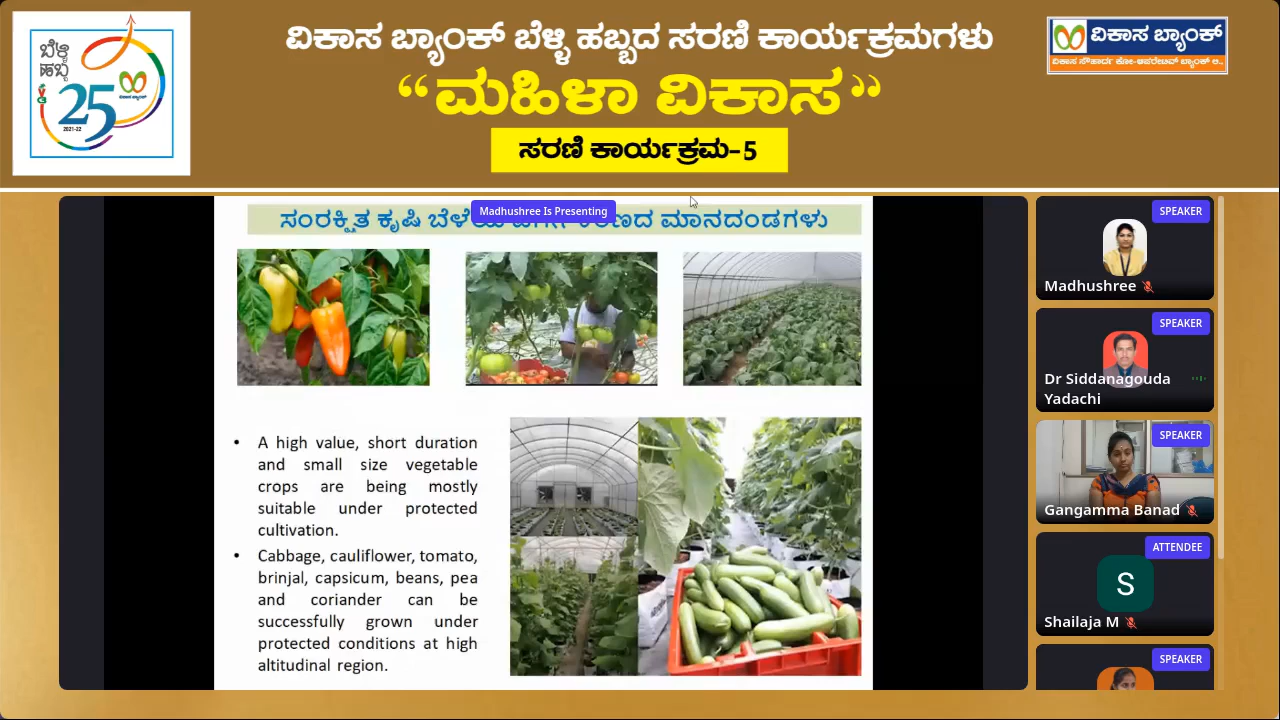 ವಿಕಾಸ ಬ್ಯಾಂಕ್ ಬೆಳ್ಳಿ ಹಬ್ಬದ ಸರಣಿ ಕಾರ್ಯಕ್ರಮಗಳು
“ಮಹಿಳಾ ವಿಕಾಸ”
ಸರಣಿ ಕಾರ್ಯಕ್ರಮ-5
ಬೆಳ್ಳಿ
ಹಬ್ಬ
25
ವಿಕಾಸ ಬ್ಯಾಂಕ್
2021-22
ವಿಕಾಸ ಬ್ಯಾಂಕ್
ವಿಕಾಸ ಸೌಹಾರ್ದ ಕೋ-ಆಪರೇಟಿವ್ ಬ್ಯಾಂಕ್ ಲಿ.,
Madhushree Is Presenting
ಸಂರಕ್ಷಿತ ಕೃಷಿ ಮಾನದಂಡಗಳು
• A high value, short duration
and small size vegetable
crops are being mostly
suitable under protected
cultivation.
• Cabbage, cauliflower, tomato,
brinjal, capsicum, beans, pea
and coriander can be
successfully grown under
protected conditions at high
altitudinal region.
SPEAKER
Madhushree
SPEAKER
Dr Siddanagouda
Yadachi
SPEAKER
Gangamma Banad
ATTENDEE
S
Shailaja M
SPEAKER